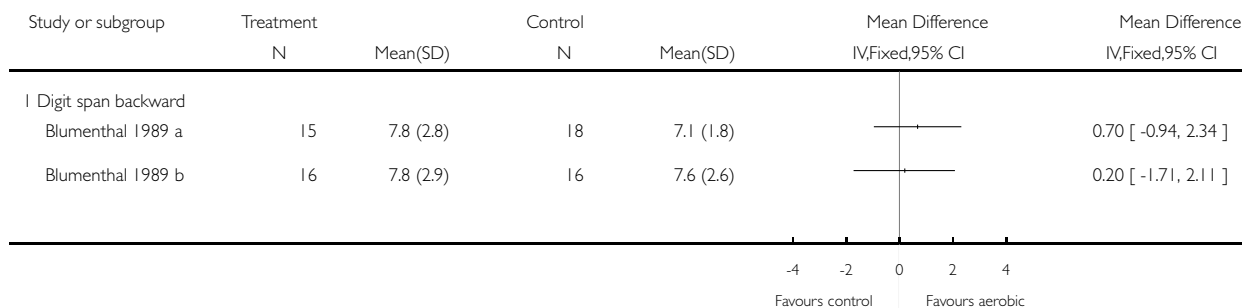 Study or subgroup Treatment Control Mean Difference Mean Difference
N Mean(SD) N Mean(SD) IV,Fixed,95% CI IV,Fixed,95% CI
1 Digit span backward
Blumenthal 1989 a 15 7.8 (2.8) 18 7.1 (1.8) 0.70 [ -0.94, 2.34 ]
Blumenthal 1989 b 16 7.8 (2.9) 16 7.6 (2.6) 0.20 [ -1.71, 2.11 ]
-4 -2 0 2 4
Favours control Favours aerobic